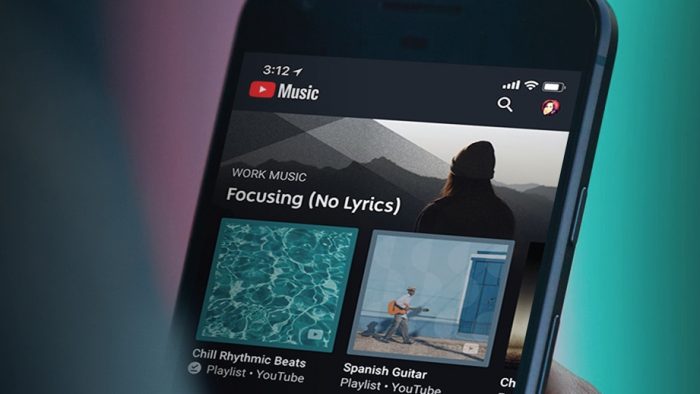 3:12
Music
WORK MUSIC
Focusing (No Lyrics)
Chill Rhythmic Beats
Playlist • YouTube
Spanish Guitar
Playlist • YouTube
Ch